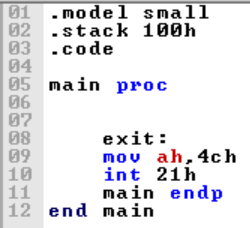 01 .model small
02 .stack 100h
03 .code
04
05 main proc
06
07
08 exit:
09 mov ah,4ch
10 int 21h
11 main endp
12 end main